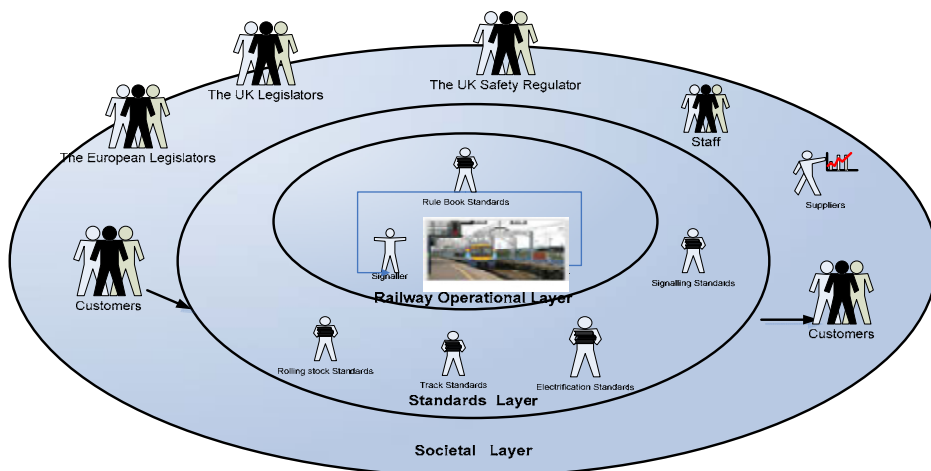 The UK Legislators
The UK Safety Regulator
The European Legislators
Staff
Suppliers
Rule Book Standards
Signaller
Signalling Standards
Railway Operational Layer
Customers
Customers
Rolling stock Standards
Track Standards
Electrification Standards
Standards Layer
Societal Layer